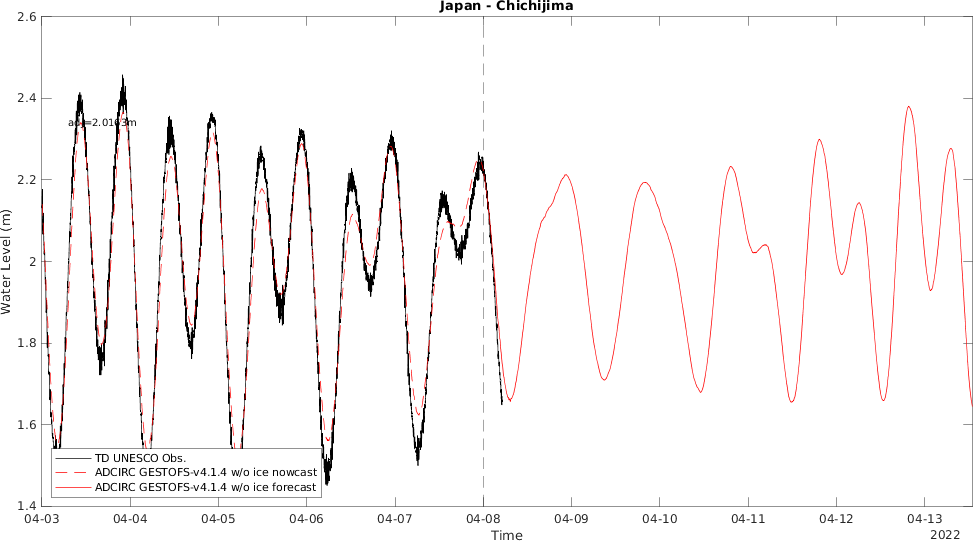 Japan - Chichijima
2.6
2.4
2.2
2
1.8
1.6
1.4
Water Level (m)
TD UNESCO Obs.
ADCIRC GESTOFS-v4.1.4 w/o ice nowcast
ADCIRC GESTOFS-v4.1.4 w/o ice forecast
04-03 04-04 04-05 04-06 04-07 04-08 04-09 04-10 04-11 04-12 04-13
Time
2022